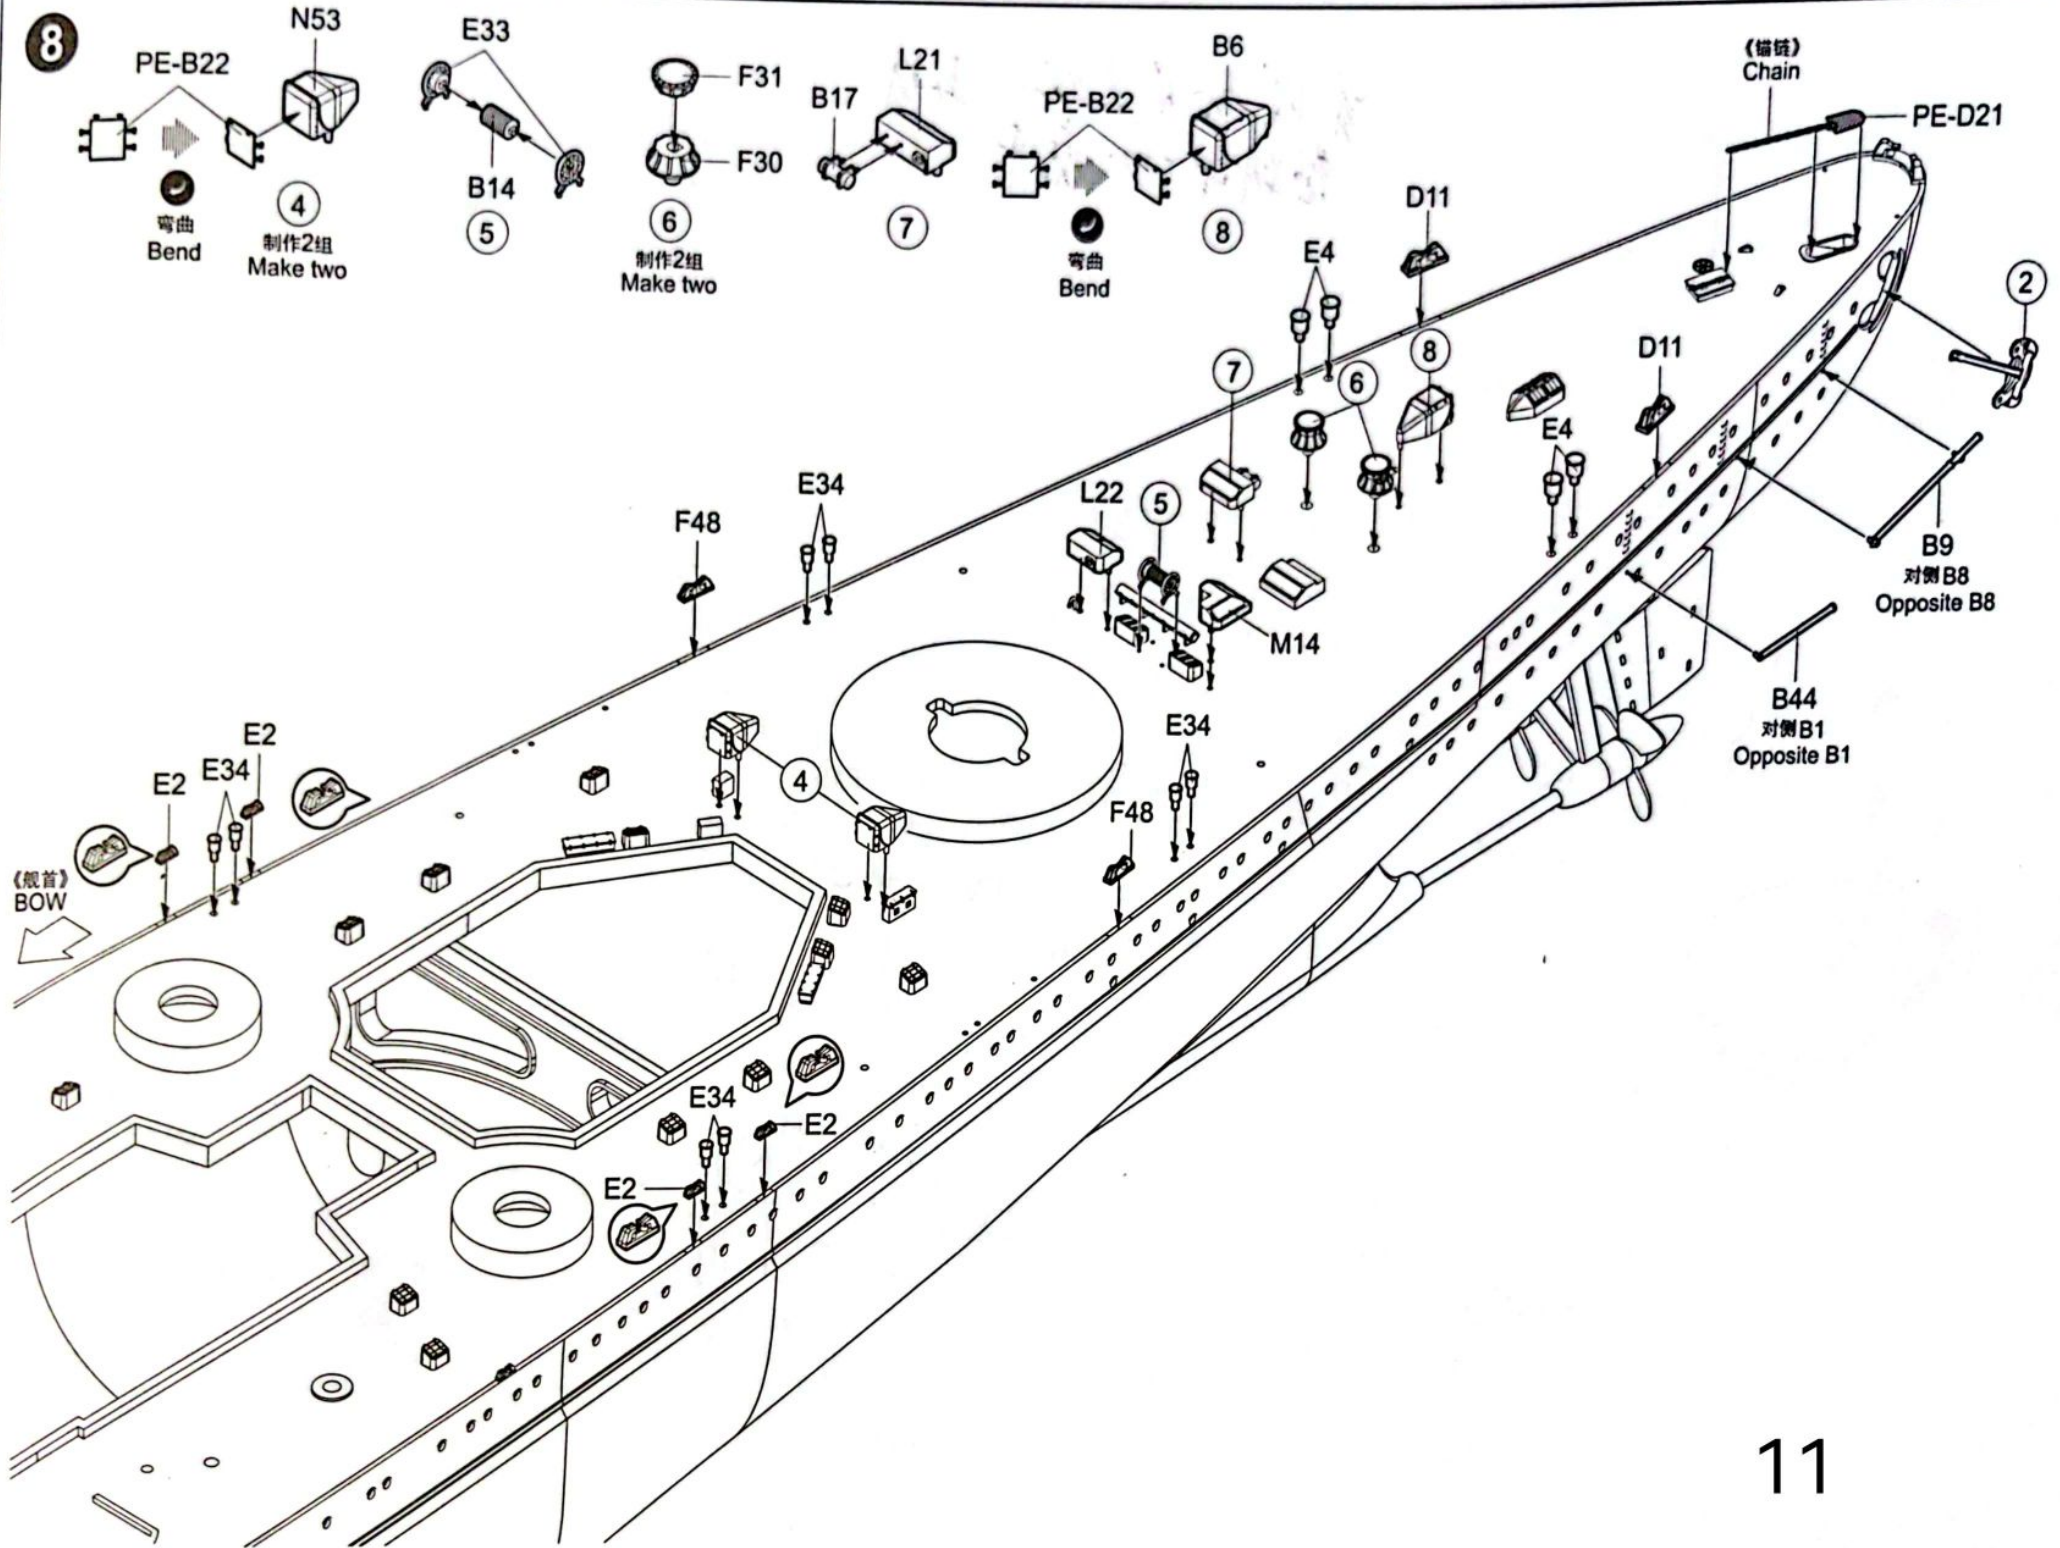 8
PE-B22
弯曲
Bend
N53
4
制作2组
Make two
E33
B14
5
F31
F30
6
制作2组
Make two
B17
L21
7
PE-B22
弯曲
Bend
B6
8
《锚链》
Chain
PE-D21
2
D11
E4
8
7
6
D11
E4
B9
对侧B8
Opposite B8
E34
F48
L22
5
M14
B44
对侧B1
Opposite B1
E2
E34
E2
4
E34
F48
《舰首》
BOW
E34
E2
E2
11